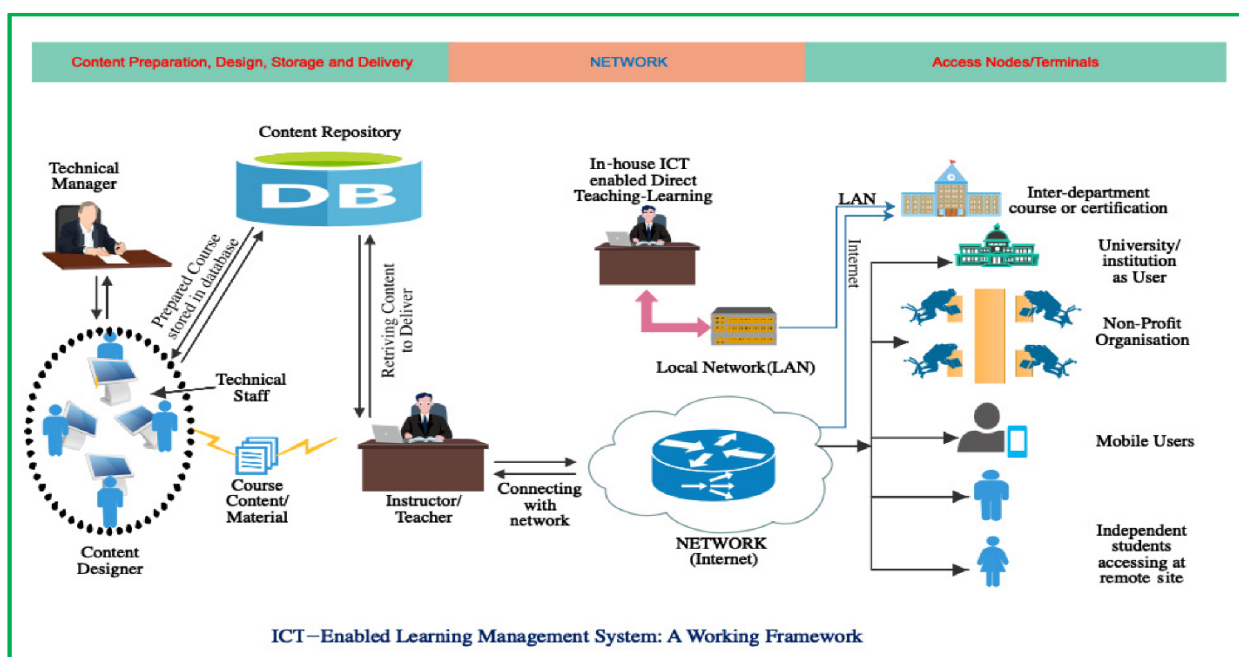 Content Preparation, Design, Storage and Delivery
NETWORK
Access Nodes/Terminals
Content Repository
DB
Technical
Manager
Prepared Course
stored in database
Retriving Content
to Deliver
Technical
Staff
Course
Content/
Material
Content
Designer
Instructor/
Teacher
Connecting
with
network
In-house ICT
enabled Direct
Teaching-Learning
Local Network(LAN)
NETWORK
(Internet)
LAN
Internet
Inter-department
course or certification
University/
institution
as User
Non-Profit
Organisation
Mobile Users
Independent
students
accessing at
remote site
ICT–Enabled Learning Management System: A Working Framework